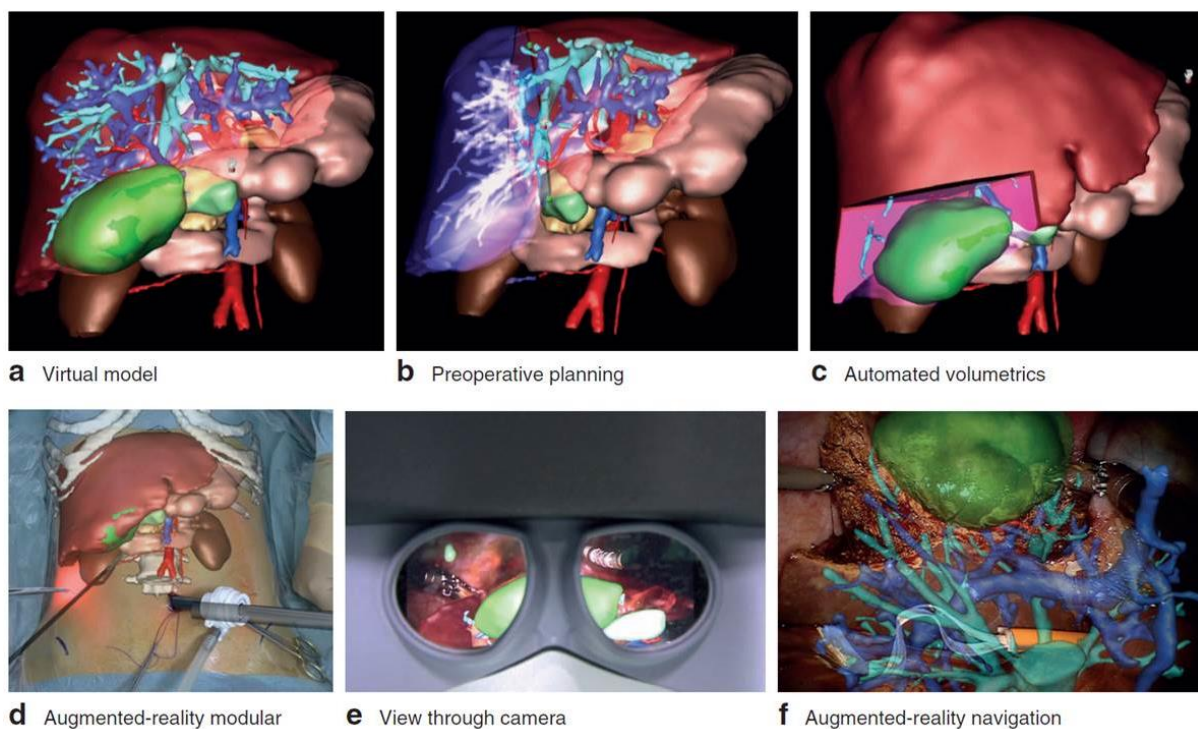 a Virtual model
b Preoperative planning
c Automated volumetrics
d Augmented-reality modular
e View through camera
f Augmented-reality navigation